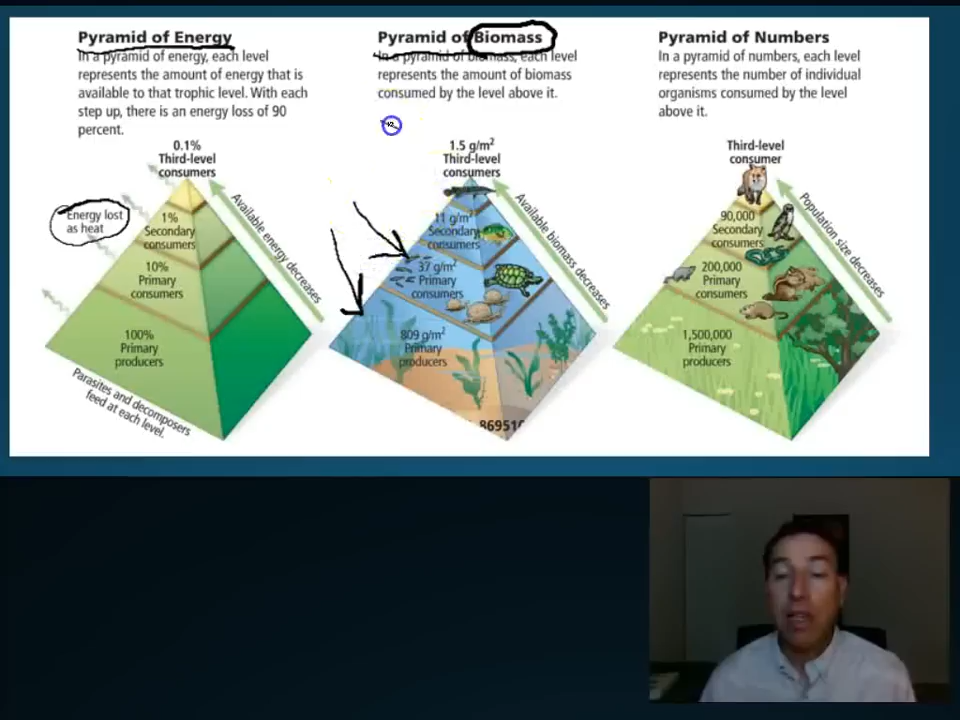 Pyramid of Energy
In a pyramid of energy, each level
represents the amount of energy that is
available to that trophic level. With each
step up, there is an energy loss of 90
percent.
0.1%
Third-level
consumers
Energy lost
as heat
1%
Secondary
consumers
10%
Primary
consumers
100%
Primary
producers
Available energy decreases
Parasites and decomposers
feed at each level.
Pyramid of Biomass
In a pyramid of biomass, each level
represents the amount of biomass
consumed by the level above it.
1.5 g/m²
Third-level
consumers
11 g/m²
Secondary
consumers
37 g/m²
Primary
consumers
809 g/m²
Primary
producers
Available biomass decreases
Pyramid of Numbers
In a pyramid of numbers, each level
represents the number of individual
organisms consumed by the level
above it.
Third-level
consumer
90,000
Secondary
consumers
200,000
Primary
consumers
1,500,000
Primary
producers
Population size decreases